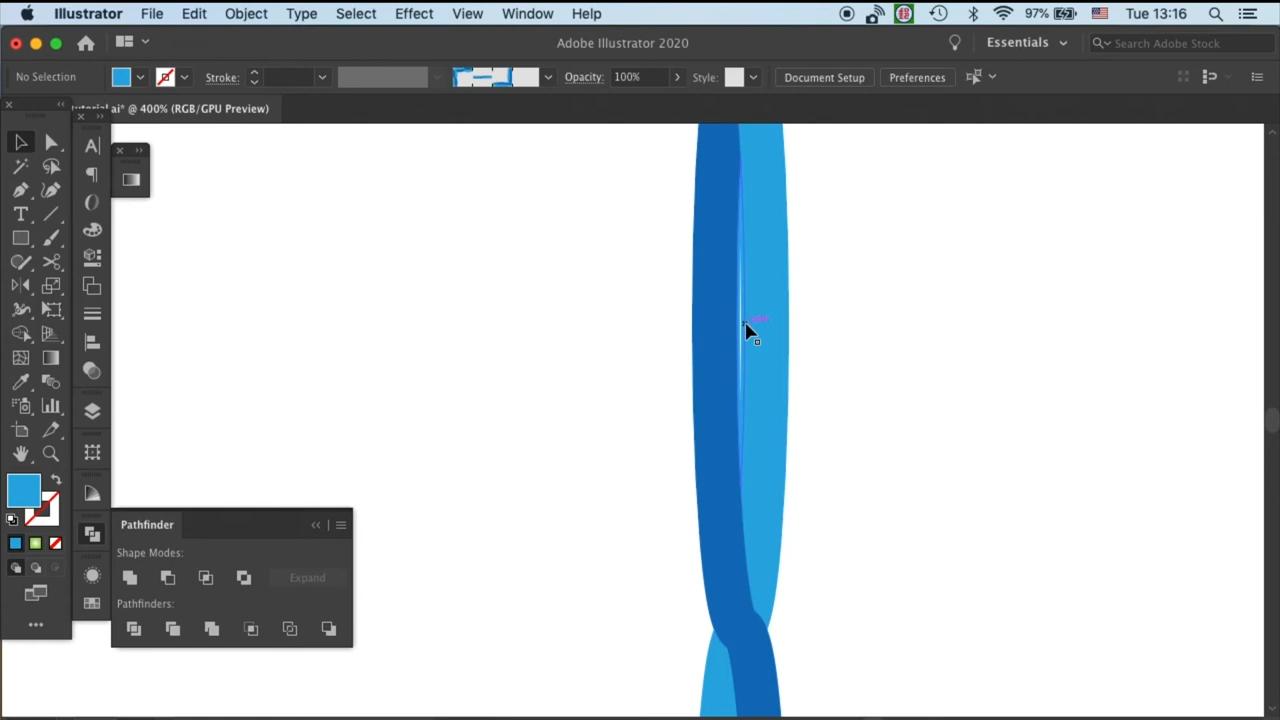 Illustrator File Edit Object Type Select Effect View Window Help 97% Tue 13:16
Adobe Illustrator 2020 Essentials Search Adobe Stock
No Selection Stroke: Opacity: 100% Style: Document Setup Preferences
ai* @ 400% (RGB/GPU Preview)
Pathfinder
Shape Modes:
Expand
Pathfinders: